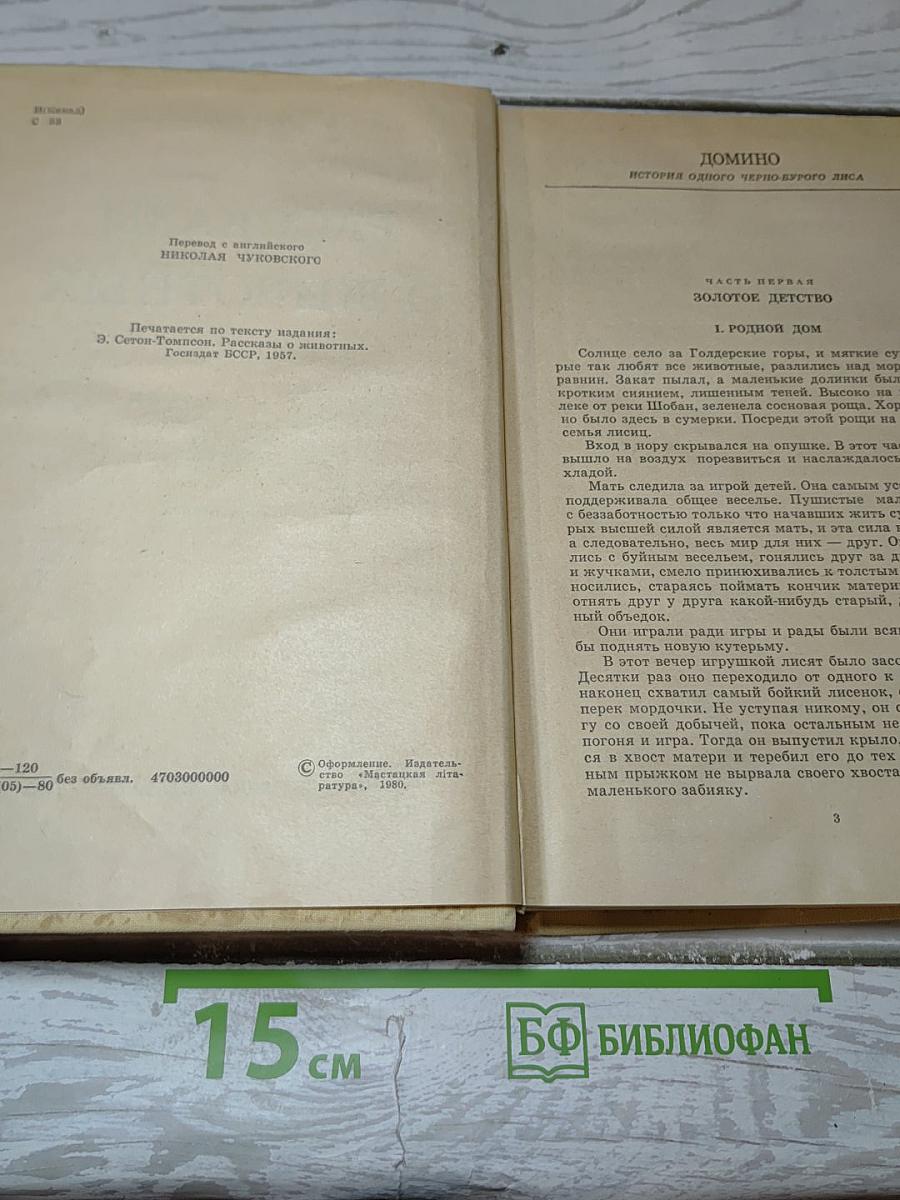 И(Канад)
С 33
Перевод с английского
НИКОЛАЯ ЧУКОВСКОГО
Печатается по тексту издания:
Э. Сетон-Томпсон. Рассказы о животных.
Госиздат БССР, 1957.
—120
(05)—80 без объявл. 4703000000
© Оформление. Издатель-
ство «Мастацкая літа-
ратура», 1980.
ДОМИНО
ИСТОРИЯ ОДНОГО ЧЕРНО-БУРОГО ЛИСА
ЧАСТЬ ПЕРВАЯ
ЗОЛОТОЕ ДЕТСТВО
1. РОДНОЙ ДОМ
Солнце село за Голдерские горы, и мягкие су
рые так любят все животные, разлились над мор
равнин. Закат пылал, а маленькие долинки был
кротким сиянием, лишенным теней. Высоко на
леке от реки Шобан, зеленела сосновая роща. Хор
но было здесь в сумерки. Посреди этой рощи на
семья лисиц.
Вход в нору скрывался на опушке. В этот час
вышло на воздух порезвиться и наслаждалось
хладой.
Мать следила за игрой детей. Она самым ус
поддерживала общее веселье. Пушистые мал
с беззаботностью только что начавших жить су
рых высшей силой является мать, и эта сила н
а следовательно, весь мир для них — друг. О
лись с буйным весельем, гонялись друг за д
и жучками, смело принюхивались к толстым
носились, стараясь поймать кончик матери
отнять друг у друга какой-нибудь старый,
ный объедок.
Они играли ради игры и рады были вся
бы поднять новую кутерьму.
В этот вечер игрушкой лисят было засо
Десятки раз оно переходило от одного к
наконец схватил самый бойкий лисенок,
перек мордочки. Не уступая никому, он
гу со своей добычей, пока остальным не
погоня и игра. Тогда он выпустил крыло,
ся в хвост матери и теребил его до тех
ным прыжком не вырвала своего хвоста
маленького забияку.
3
15 см
БФ БИБЛИОФАН